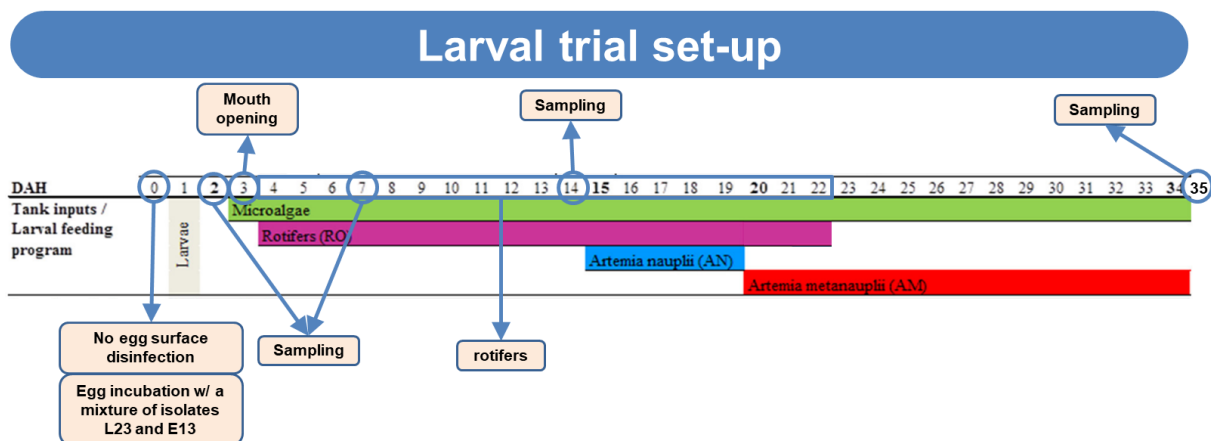 Larval trial set-up
Mouth
opening
Sampling
Sampling
DAH 0 1 2 3 4 5 6 7 8 9 10 11 12 13 14 15 16 17 18 19 20 21 22 23 24 25 26 27 28 29 30 31 32 33 34 35
Tank inputs /
Larval feeding
program
Larvae
Microalgae
Rotifers (RO)
Artemia nauplii (AN)
Artemia metanauplii (AM)
No egg surface
disinfection
Sampling
rotifers
Egg incubation w/ a
mixture of isolates
L23 and E13